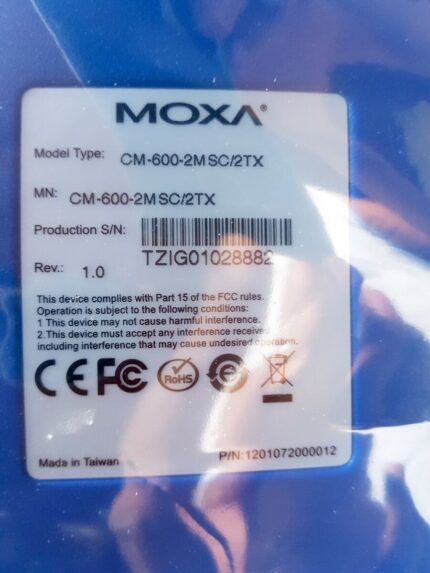 MOXA®
Model Type: CM-600-2MSC/2TX
MN: CM-600-2MSC/2TX
Production S/N:
TZIG01028882
Rev.: 1.0
This device complies with Part 15 of the FCC rules.
Operation is subject to the following conditions:
1 This device may not cause harmful interference.
2.This device must accept any interference received
including interference that may cause undesired operation.
CE FC RoHS e
Made in Taiwan
P/N:1201072000012